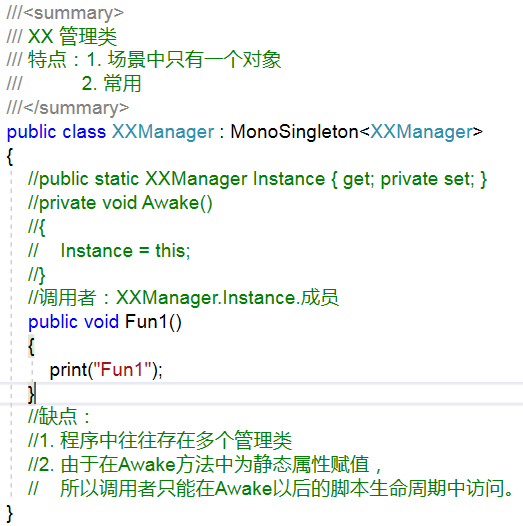 ///<summary>
/// XX 管理类
/// 特点：1. 场景中只有一个对象
///           2. 常用
///</summary>
public class XXManager : MonoSingleton<XXManager>
{
    //public static XXManager Instance { get; private set; }
    //private void Awake()
    //{
    //    Instance = this;
    //}
    //调用者：XXManager.Instance.成员
    public void Fun1()
    {
        print("Fun1");
    }
    //缺点：
    //1. 程序中往往存在多个管理类
    //2. 由于在Awake方法中为静态属性赋值，
    //    所以调用者只能在Awake以后的脚本生命周期中访问。
}